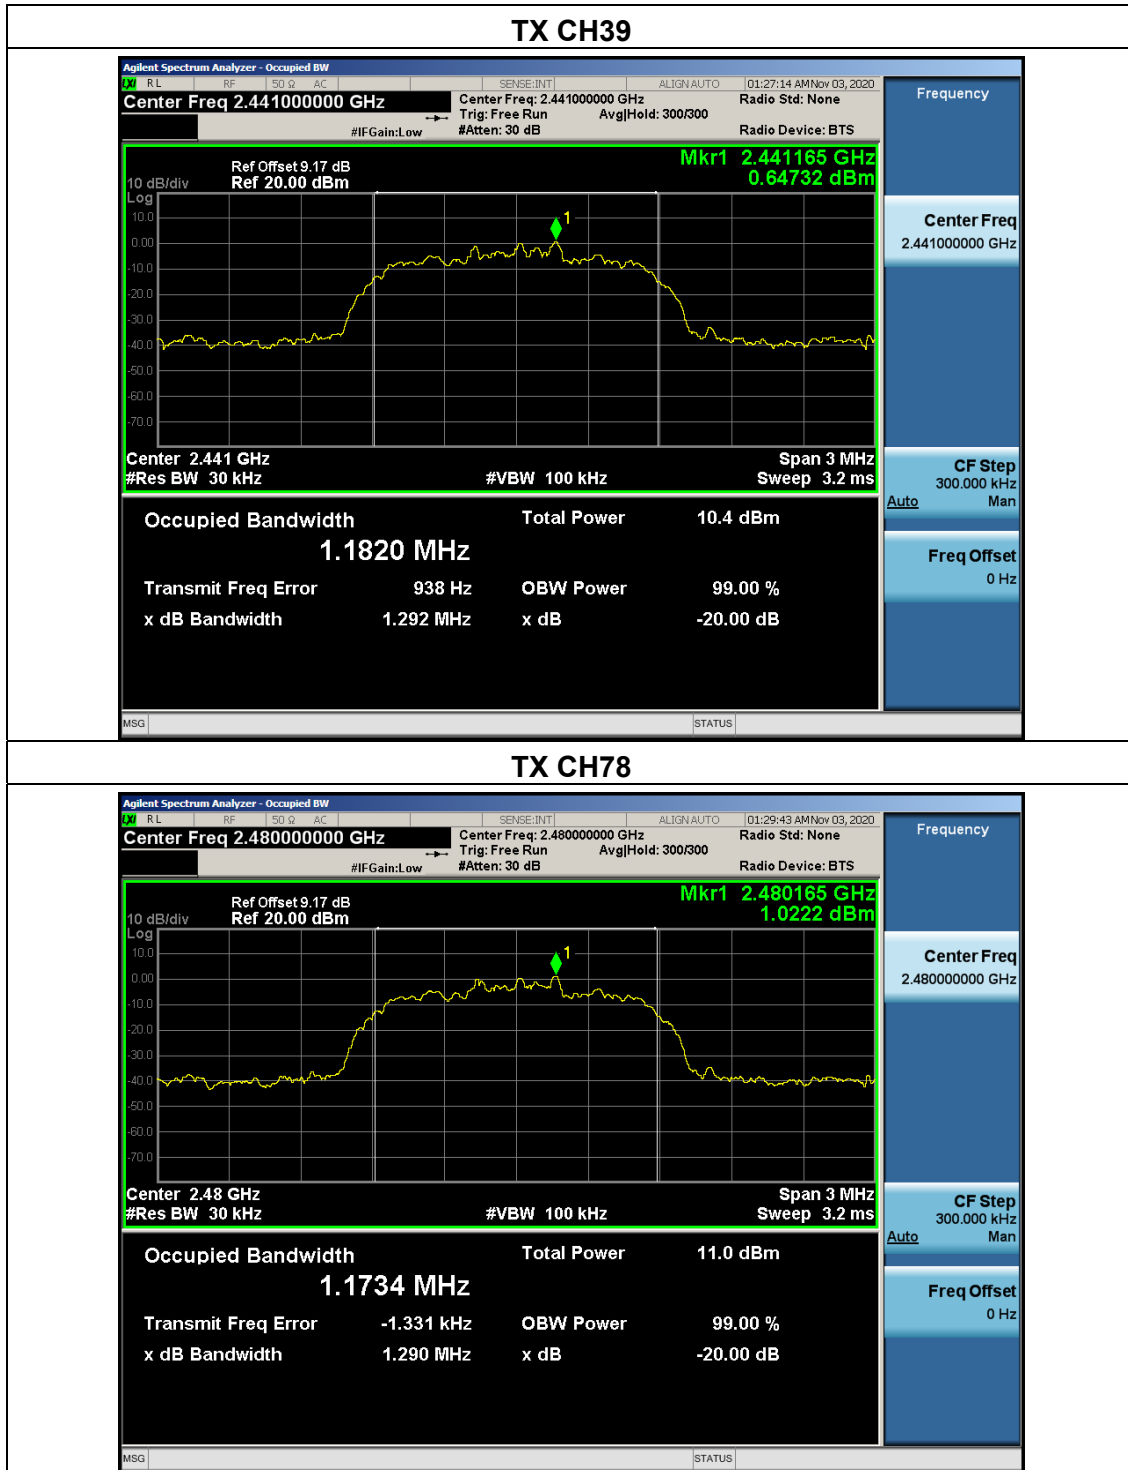 TX CH39
Agilent Spectrum Analyzer - Occupied BW
LXI RL RF 50 Ω AC SENSE:INT ALIGN AUTO 01:27:14 AM Nov 03, 2020
Center Freq 2.441000000 GHz
Center Freq: 2.441000000 GHz
Radio Std: None
Trig: Free Run Avg|Hold: 300/300
#IFGain:Low #Atten: 30 dB Radio Device: BTS
Frequency
Mkr1 2.441165 GHz
0.64732 dBm
Ref Offset 9.17 dB
10 dB/div Ref 20.00 dBm
Log
10.0
0.00
-10.0
-20.0
-30.0
-40.0
-50.0
-60.0
-70.0
1
Center 2.441 GHz Span 3 MHz
#Res BW 30 kHz #VBW 100 kHz Sweep 3.2 ms
Center Freq
2.441000000 GHz
CF Step
300.000 kHz
Auto Man
Freq Offset
0 Hz
Occupied Bandwidth Total Power 10.4 dBm
1.1820 MHz
Transmit Freq Error 938 Hz OBW Power 99.00 %
x dB Bandwidth 1.292 MHz x dB -20.00 dB
MSG STATUS
TX CH78
Agilent Spectrum Analyzer - Occupied BW
LXI RL RF 50 Ω AC SENSE:INT ALIGN AUTO 01:29:43 AM Nov 03, 2020
Center Freq 2.480000000 GHz
Center Freq: 2.480000000 GHz
Radio Std: None
Trig: Free Run Avg|Hold: 300/300
#IFGain:Low #Atten: 30 dB Radio Device: BTS
Frequency
Mkr1 2.480165 GHz
1.0222 dBm
Ref Offset 9.17 dB
10 dB/div Ref 20.00 dBm
Log
10.0
0.00
-10.0
-20.0
-30.0
-40.0
-50.0
-60.0
-70.0
1
Center 2.48 GHz Span 3 MHz
#Res BW 30 kHz #VBW 100 kHz Sweep 3.2 ms
Center Freq
2.480000000 GHz
CF Step
300.000 kHz
Auto Man
Freq Offset
0 Hz
Occupied Bandwidth Total Power 11.0 dBm
1.1734 MHz
Transmit Freq Error -1.331 kHz OBW Power 99.00 %
x dB Bandwidth 1.290 MHz x dB -20.00 dB
MSG STATUS